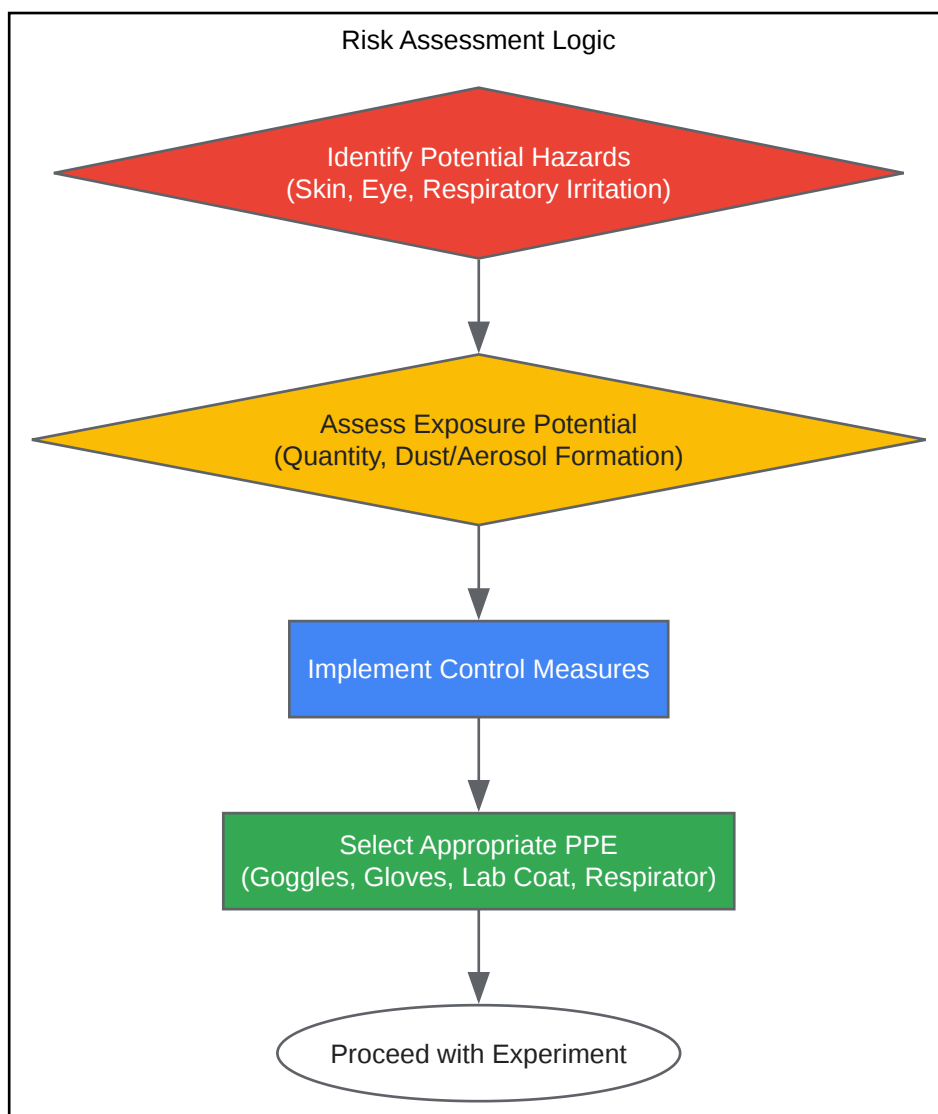 Risk Assessment Logic
Identify Potential Hazards
(Skin, Eye, Respiratory Irritation)
Assess Exposure Potential
(Quantity, Dust/Aerosol Formation)
Implement Control Measures
Select Appropriate PPE
(Goggles, Gloves, Lab Coat, Respirator)
Proceed with Experiment